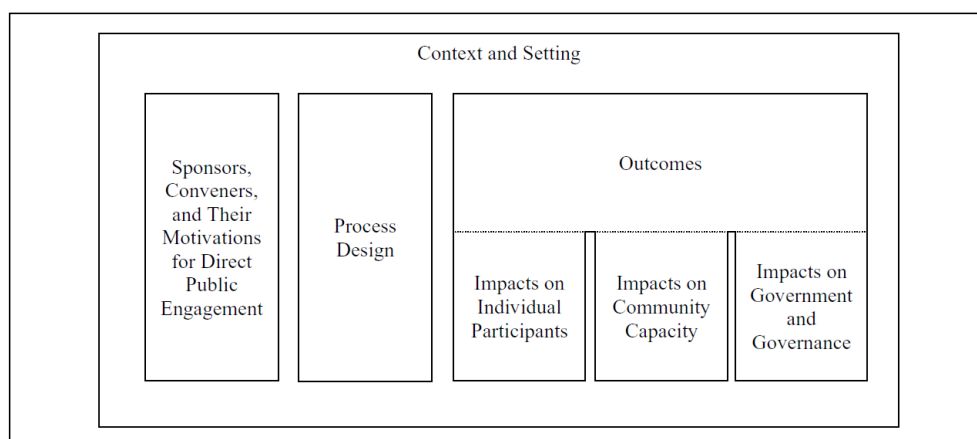 Context and Setting
Sponsors,
Conveners,
and Their
Motivations
for Direct
Public
Engagement
Process
Design
Outcomes
Impacts on
Individual
Participants
Impacts on
Community
Capacity
Impacts on
Government
and
Governance